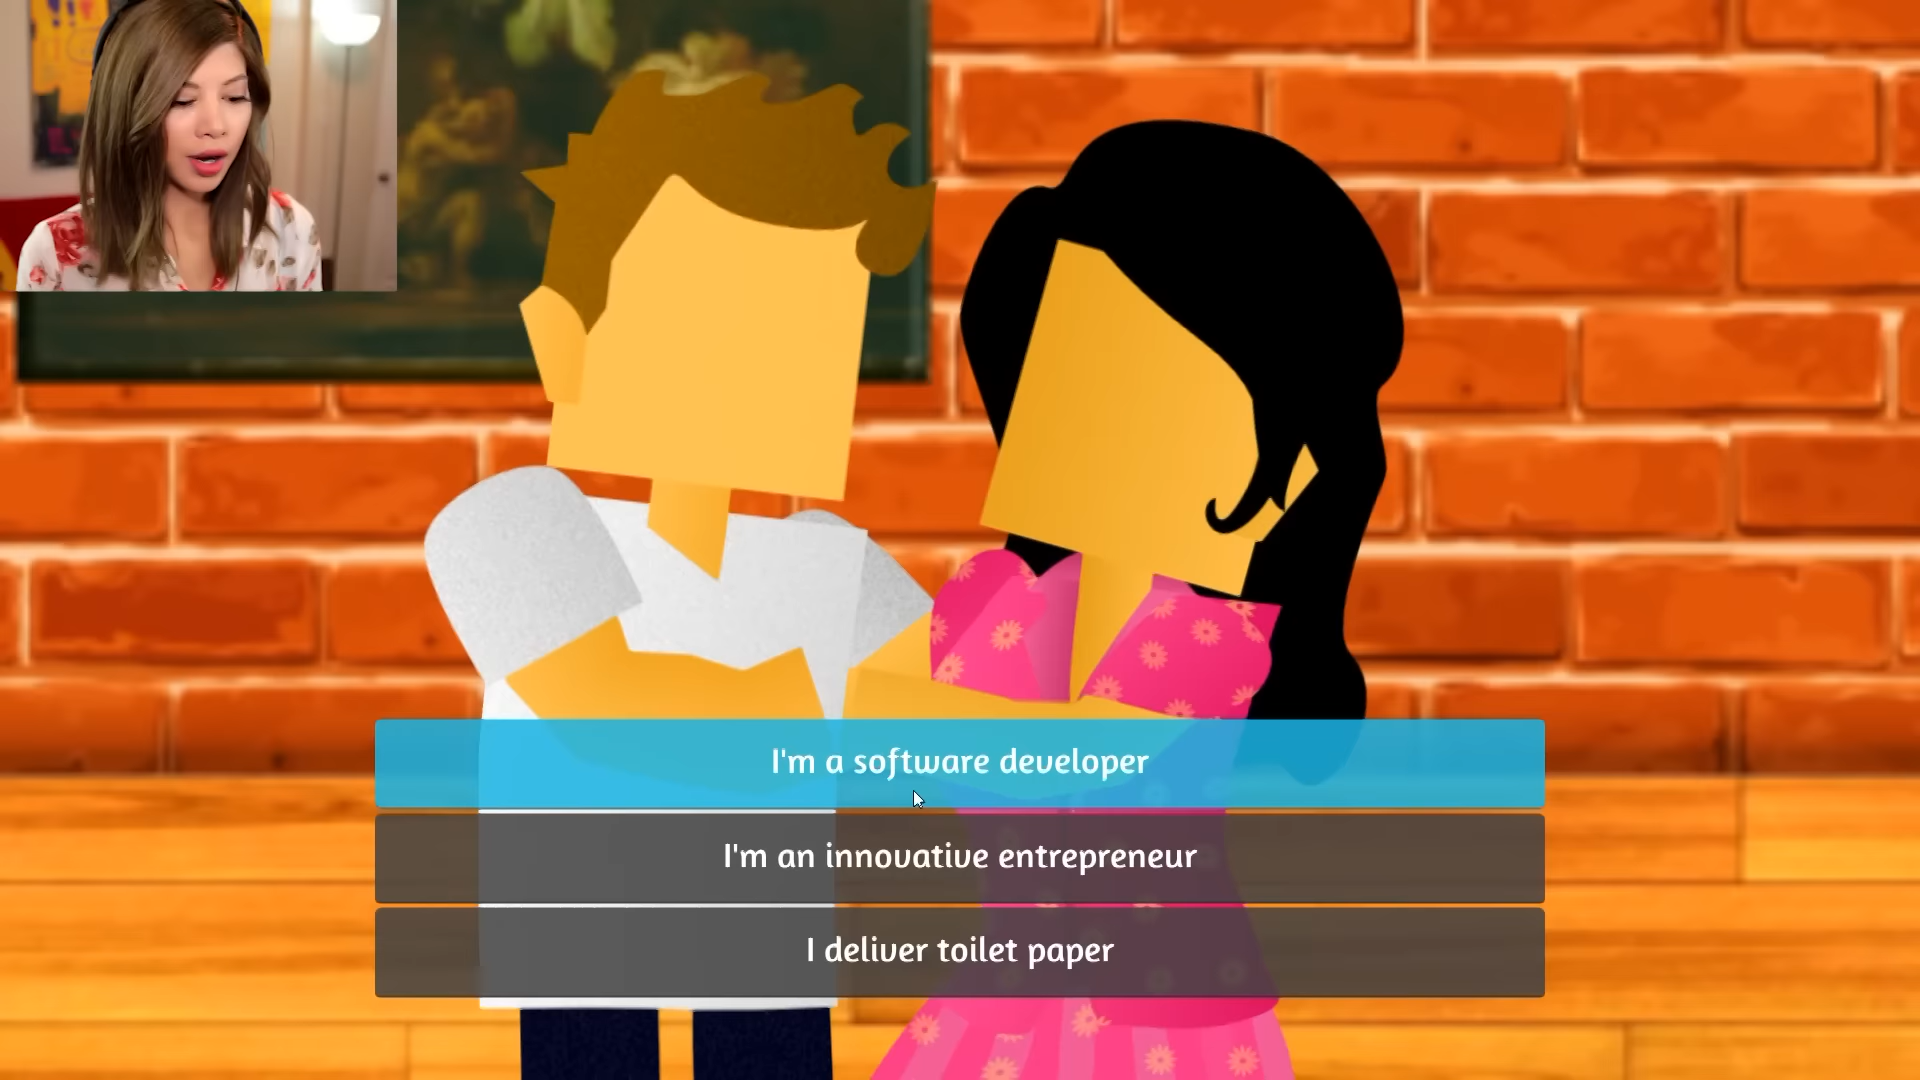 I'm a software developer
I'm an innovative entrepreneur
I deliver toilet paper